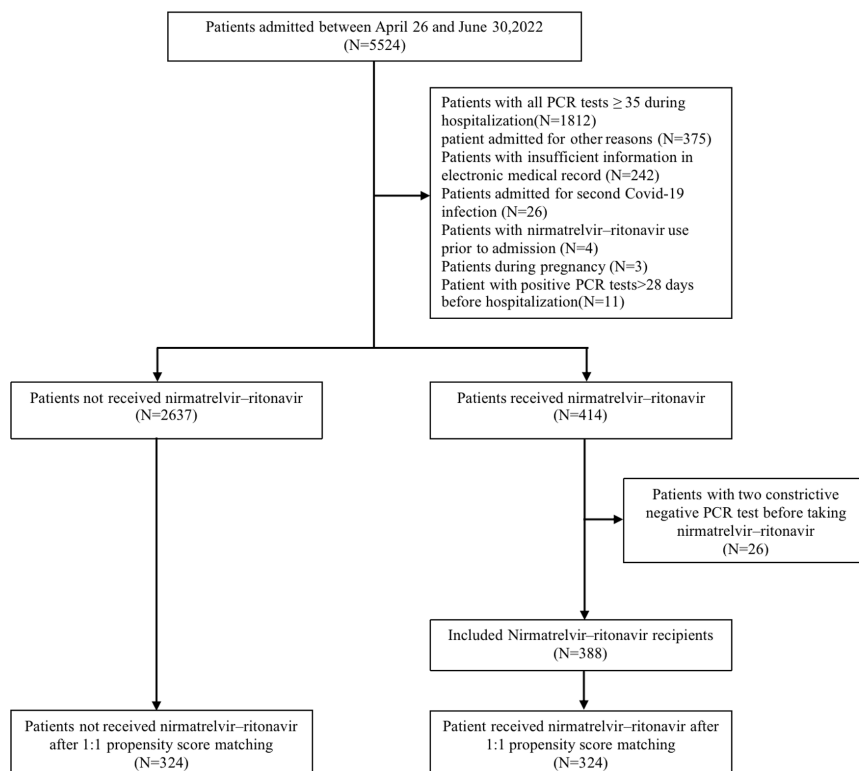 Patients admitted between April 26 and June 30,2022
(N=5524)
Patients with all PCR tests ≥ 35 during
hospitalization(N=1812)
patient admitted for other reasons (N=375)
Patients with insufficient information in
electronic medical record (N=242)
Patients admitted for second Covid-19
infection (N=26)
Patients with nirmatrelvir–ritonavir use
prior to admission (N=4)
Patients during pregnancy (N=3)
Patient with positive PCR tests>28 days
before hospitalization(N=11)
Patients not received nirmatrelvir–ritonavir
(N=2637)
Patients received nirmatrelvir–ritonavir
(N=414)
Patients with two constrictive
negative PCR test before taking
nirmatrelvir–ritonavir
(N=26)
Included Nirmatrelvir–ritonavir recipients
(N=388)
Patients not received nirmatrelvir–ritonavir
after 1:1 propensity score matching
(N=324)
Patient received nirmatrelvir–ritonavir after
1:1 propensity score matching
(N=324)